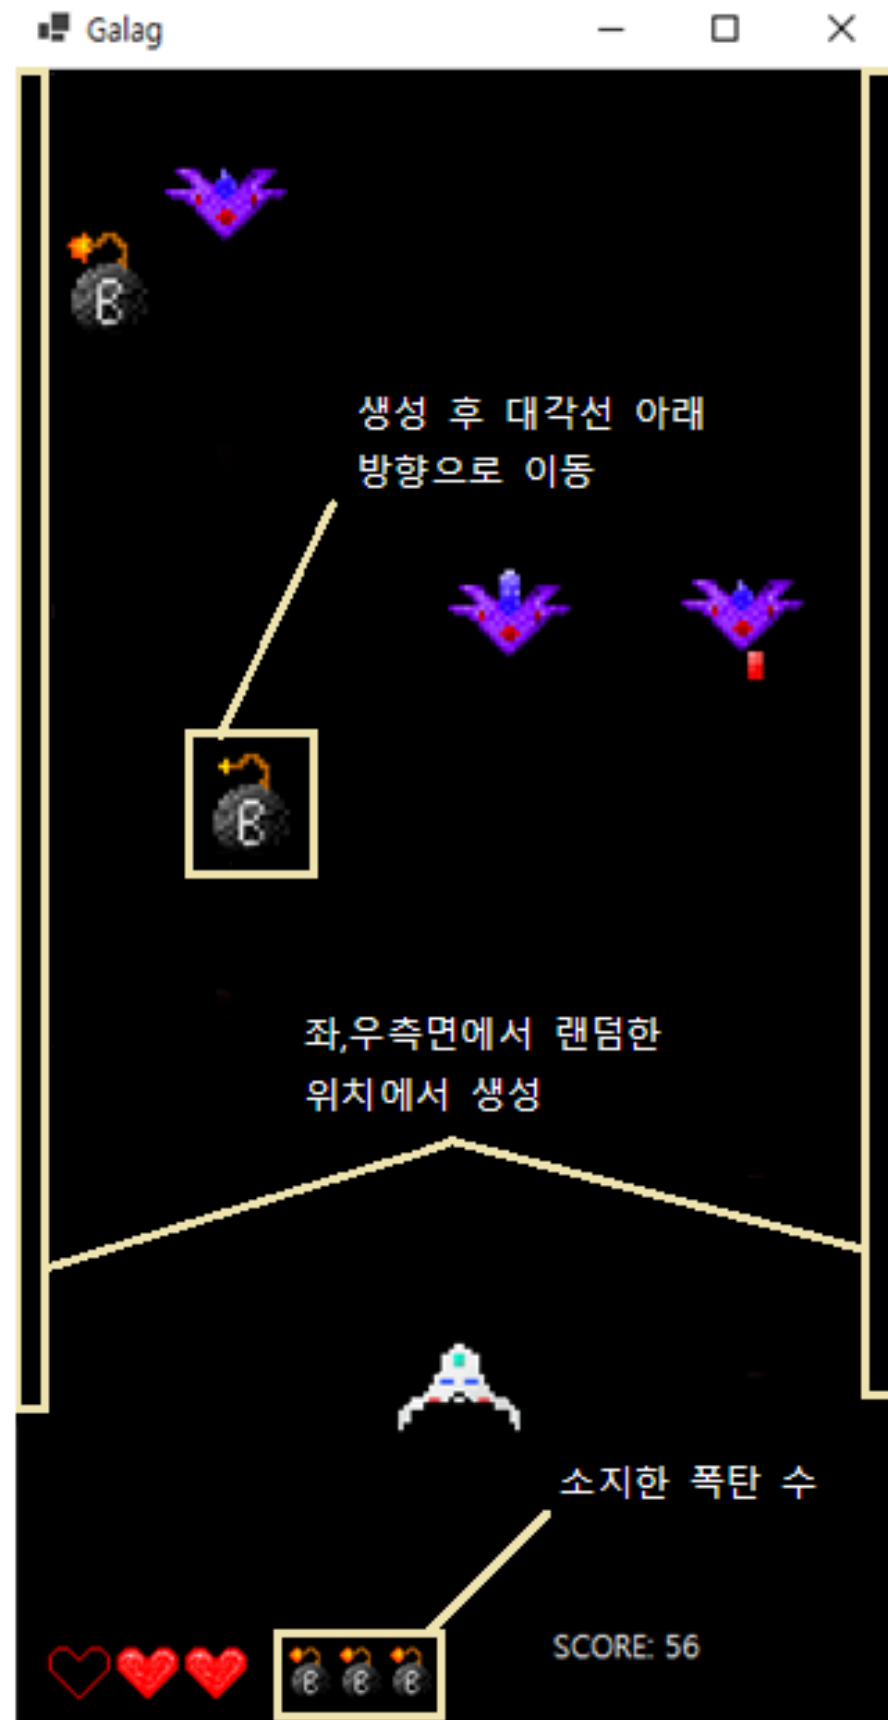 Galag
B
생성 후 대각선 아래
방향으로 이동
B
좌,우측면에서 랜덤한
위치에서 생성
소지한 폭탄 수
B B B
SCORE: 56